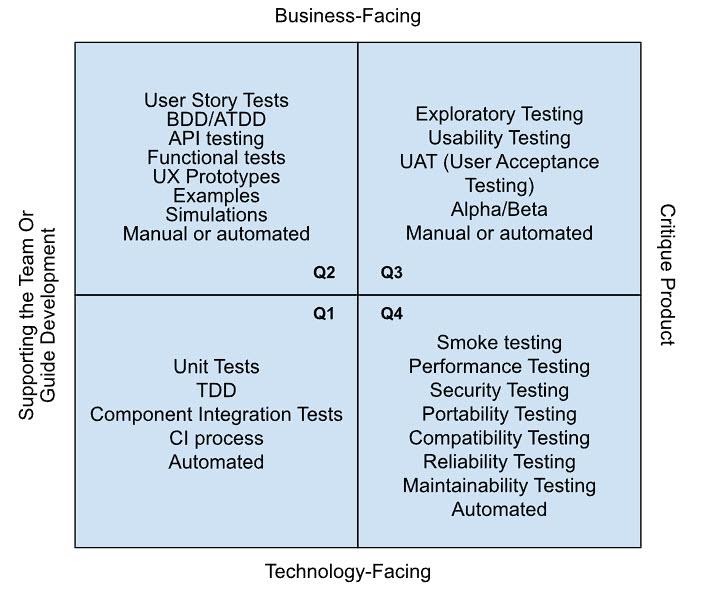 Business-Facing
User Story Tests
BDD/ATDD
API testing
Functional tests
UX Prototypes
Examples
Simulations
Manual or automated
Q2
Exploratory Testing
Usability Testing
UAT (User Acceptance
Testing)
Alpha/Beta
Manual or automated
Q3
Supporting the Team Or
Guide Development
Critique Product
Q1
Unit Tests
TDD
Component Integration Tests
CI process
Automated
Q4
Smoke testing
Performance Testing
Security Testing
Portability Testing
Compatibility Testing
Reliability Testing
Maintainability Testing
Automated
Technology-Facing